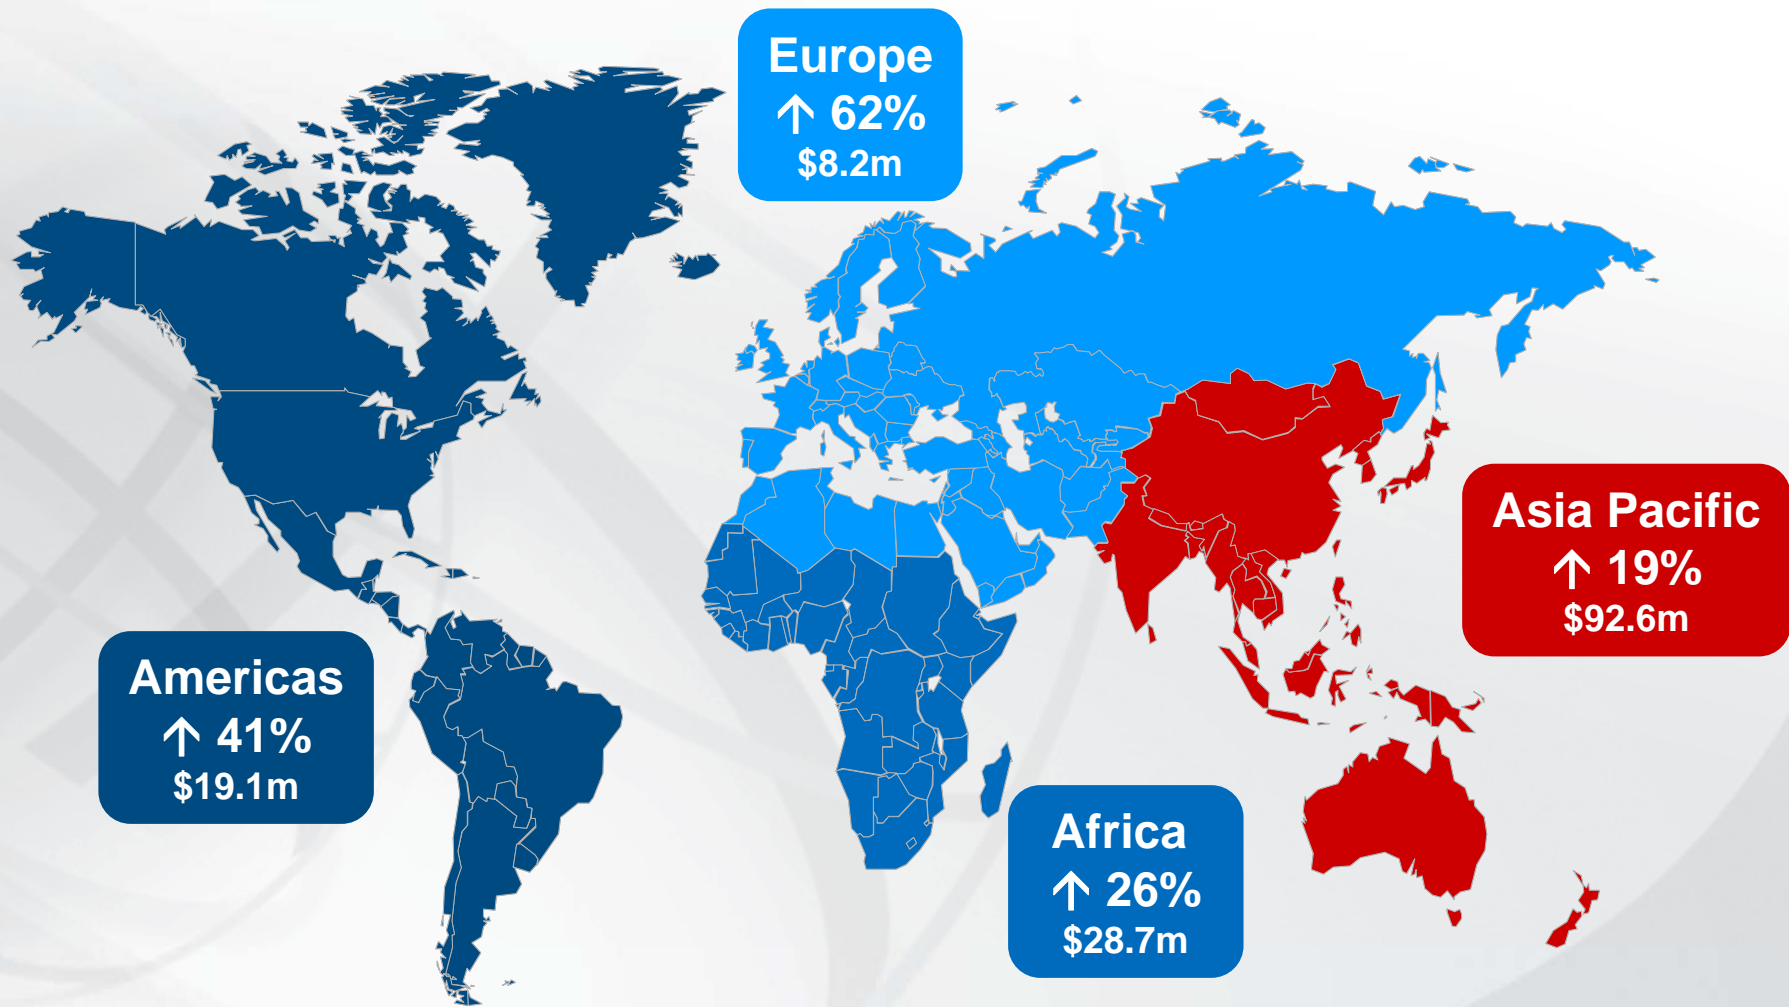 Europe
↑ 62%
$8.2m
Asia Pacific
↑ 19%
$92.6m
Americas
↑ 41%
$19.1m
Africa
↑ 26%
$28.7m